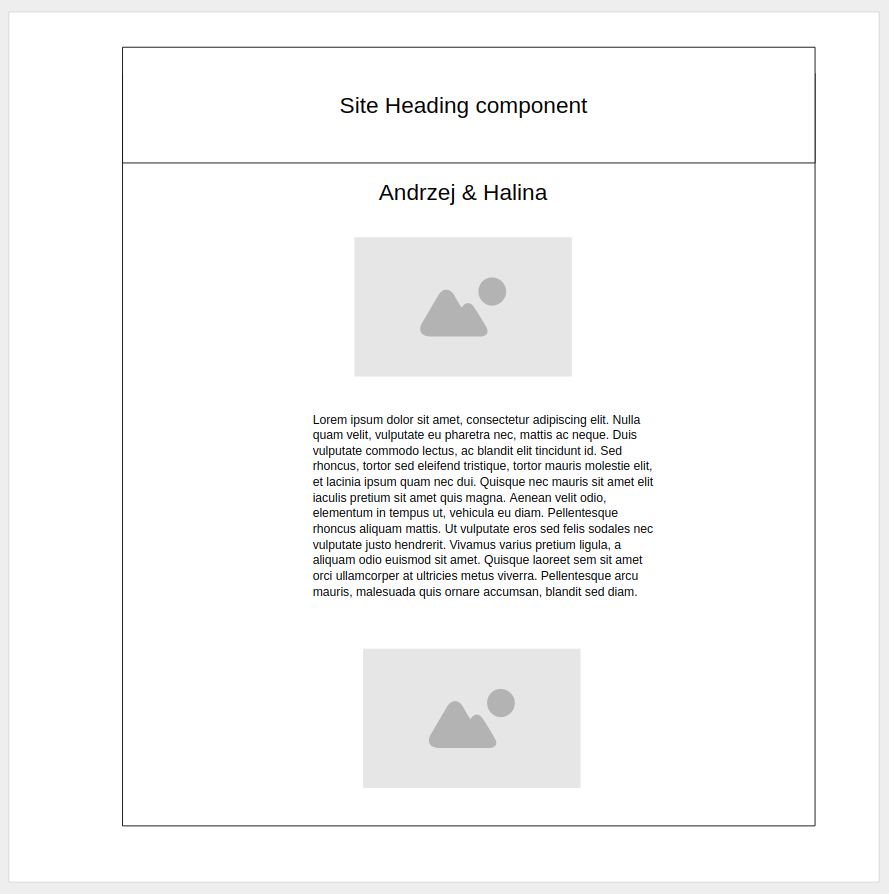 Site Heading component
Andrzej & Halina
Lorem ipsum dolor sit amet, consectetur adipiscing elit. Nulla
quam velit, vulputate eu pharetra nec, mattis ac neque. Duis
vulputate commodo lectus, ac blandit elit tincidunt id. Sed
rhoncus, tortor sed eleifend tristique, tortor mauris molestie elit,
et lacinia ipsum quam nec dui. Quisque nec mauris sit amet elit
iaculis pretium sit amet quis magna. Aenean velit odio,
elementum in tempus ut, vehicula eu diam. Pellentesque
rhoncus aliquam mattis. Ut vulputate eros sed felis sodales nec
vulputate justo hendrerit. Vivamus varius pretium ligula, a
aliquam odio euismod sit amet. Quisque laoreet sem sit amet
orci ullamcorper at ultricies metus viverra. Pellentesque arcu
mauris, malesuada quis ornare accumsan, blandit sed diam.